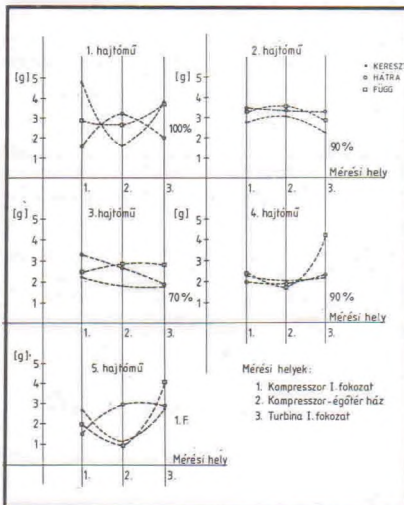 1. hajtómű
[g]
5
4
3
2
1
100%
1. 2. 3.
2. hajtómű
[g]
5
4
3
2
1
90%
Mérési hely
1. 2. 3.
KERESZ
HÁTRA
FÜGG
3. hajtómű
[g]
5
4
3
2
1
70%
1. 2. 3.
4. hajtómű
[g]
5
4
3
2
1
90%
1. 2. 3.
5. hajtómű
[g]
5
4
3
2
1
1.F.
Mérési hely
1. 2. 3.
Mérési helyek:
1. Kompresszor I. fokozat
2. Kompresszor-égőtér ház
3. Turbina I. fokozat